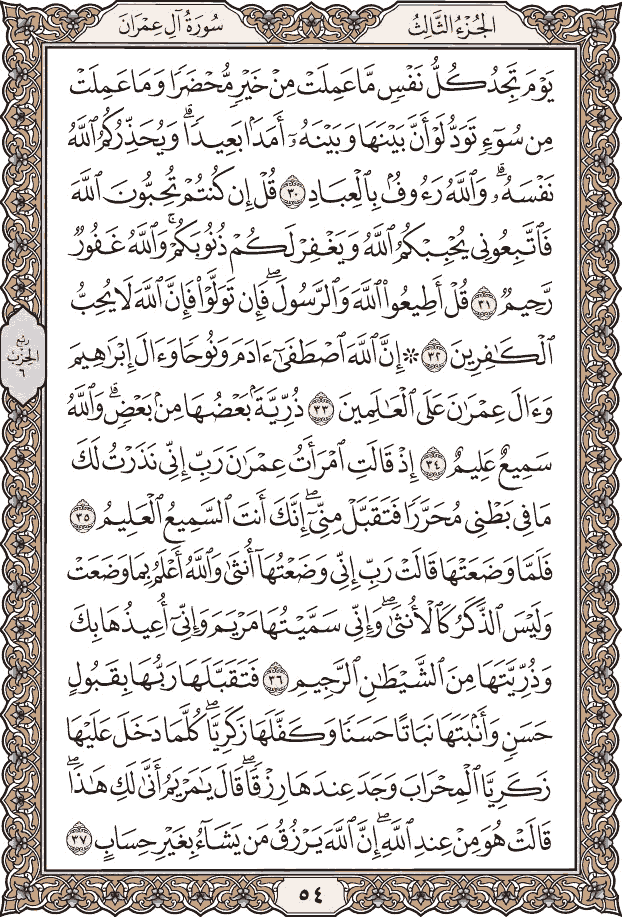 الجُزْءُ الثَّالِثُ
سُورَةُ آلِ عِمْرَانَ
يَوْمَ تَجِدُ كُلُّ نَفْسٍ مَّا عَمِلَتْ مِنْ خَيْرٍ مُّحْضَرًا وَمَا عَمِلَتْ
مِن سُوٓءٍ تَوَدُّ لَوْ أَنَّ بَيْنَهَا وَبَيْنَهُۥٓ أَمَدَۢا بَعِيدًاۗ وَيُحَذِّرُكُمُ ٱللَّهُ
نَفْسَهُۥۗ وَٱللَّهُ رَءُوفُۢ بِٱلْعِبَادِ ٣٠ قُلْ إِن كُنتُمْ تُحِبُّونَ ٱللَّهَ
فَٱتَّبِعُونِي يُحْبِبْكُمُ ٱللَّهُ وَيَغْفِرْ لَكُمْ ذُنُوبَكُمْۚ وَٱللَّهُ غَفُورٌ
رَّحِيمٌ ٣١ قُلْ أَطِيعُوا۟ ٱللَّهَ وَٱلرَّسُولَۖ فَإِن تَوَلَّوْا۟ فَإِنَّ ٱللَّهَ لَا يُحِبُّ
ٱلْكَٰفِرِينَ ٣٢ ۞ إِنَّ ٱللَّهَ ٱصْطَفَىٰٓ ءَادَمَ وَنُوحًا وَءَالَ إِبْرَٰهِيمَ
وَءَالَ عِمْرَٰنَ عَلَى ٱلْعَٰلَمِينَ ٣٣ ذُرِّيَّةَۢ بَعْضُهَا مِنۢ بَعْضٍۗ وَٱللَّهُ
سَمِيعٌ عَلِيمٌ ٣٤ إِذْ قَالَتِ ٱمْرَأَتُ عِمْرَٰنَ رَبِّ إِنِّي نَذَرْتُ لَكَ
مَا فِي بَطْنِي مُحَرَّرًا فَتَقَبَّلْ مِنِّيٓۖ إِنَّكَ أَنتَ ٱلسَّمِيعُ ٱلْعَلِيمُ ٣٥
فَلَمَّا وَضَعَتْهَا قَالَتْ رَبِّ إِنِّي وَضَعْتُهَآ أُنثَىٰ وَٱللَّهُ أَعْلَمُ بِمَا وَضَعَتْ
وَلَيْسَ ٱلذَّكَرُ كَٱلْأُنثَىٰۖ وَإِنِّي سَمَّيْتُهَا مَرْيَمَ وَإِنِّيٓ أُعِيذُهَا بِكَ
وَذُرِّيَّتَهَا مِنَ ٱلشَّيْطَٰنِ ٱلرَّجِيمِ ٣٦ فَتَقَبَّلَهَا رَبُّهَا بِقَبُولٍ
حَسَنٍ وَأَنۢبَتَهَا نَبَاتًا حَسَنًا وَكَفَّلَهَا زَكَرِيَّاۖ كُلَّمَا دَخَلَ عَلَيْهَا
زَكَرِيَّا ٱلْمِحْرَابَ وَجَدَ عِندَهَا رِزْقًاۖ قَالَ يَٰمَرْيَمُ أَنَّىٰ لَكِ هَٰذَاۖ
قَالَتْ هُوَ مِنْ عِندِ ٱللَّهِۖ إِنَّ ٱللَّهَ يَرْزُقُ مَن يَشَآءُ بِغَيْرِ حِسَابٍ ٣٧
رُبع
الحِزْب
٦
٥٤